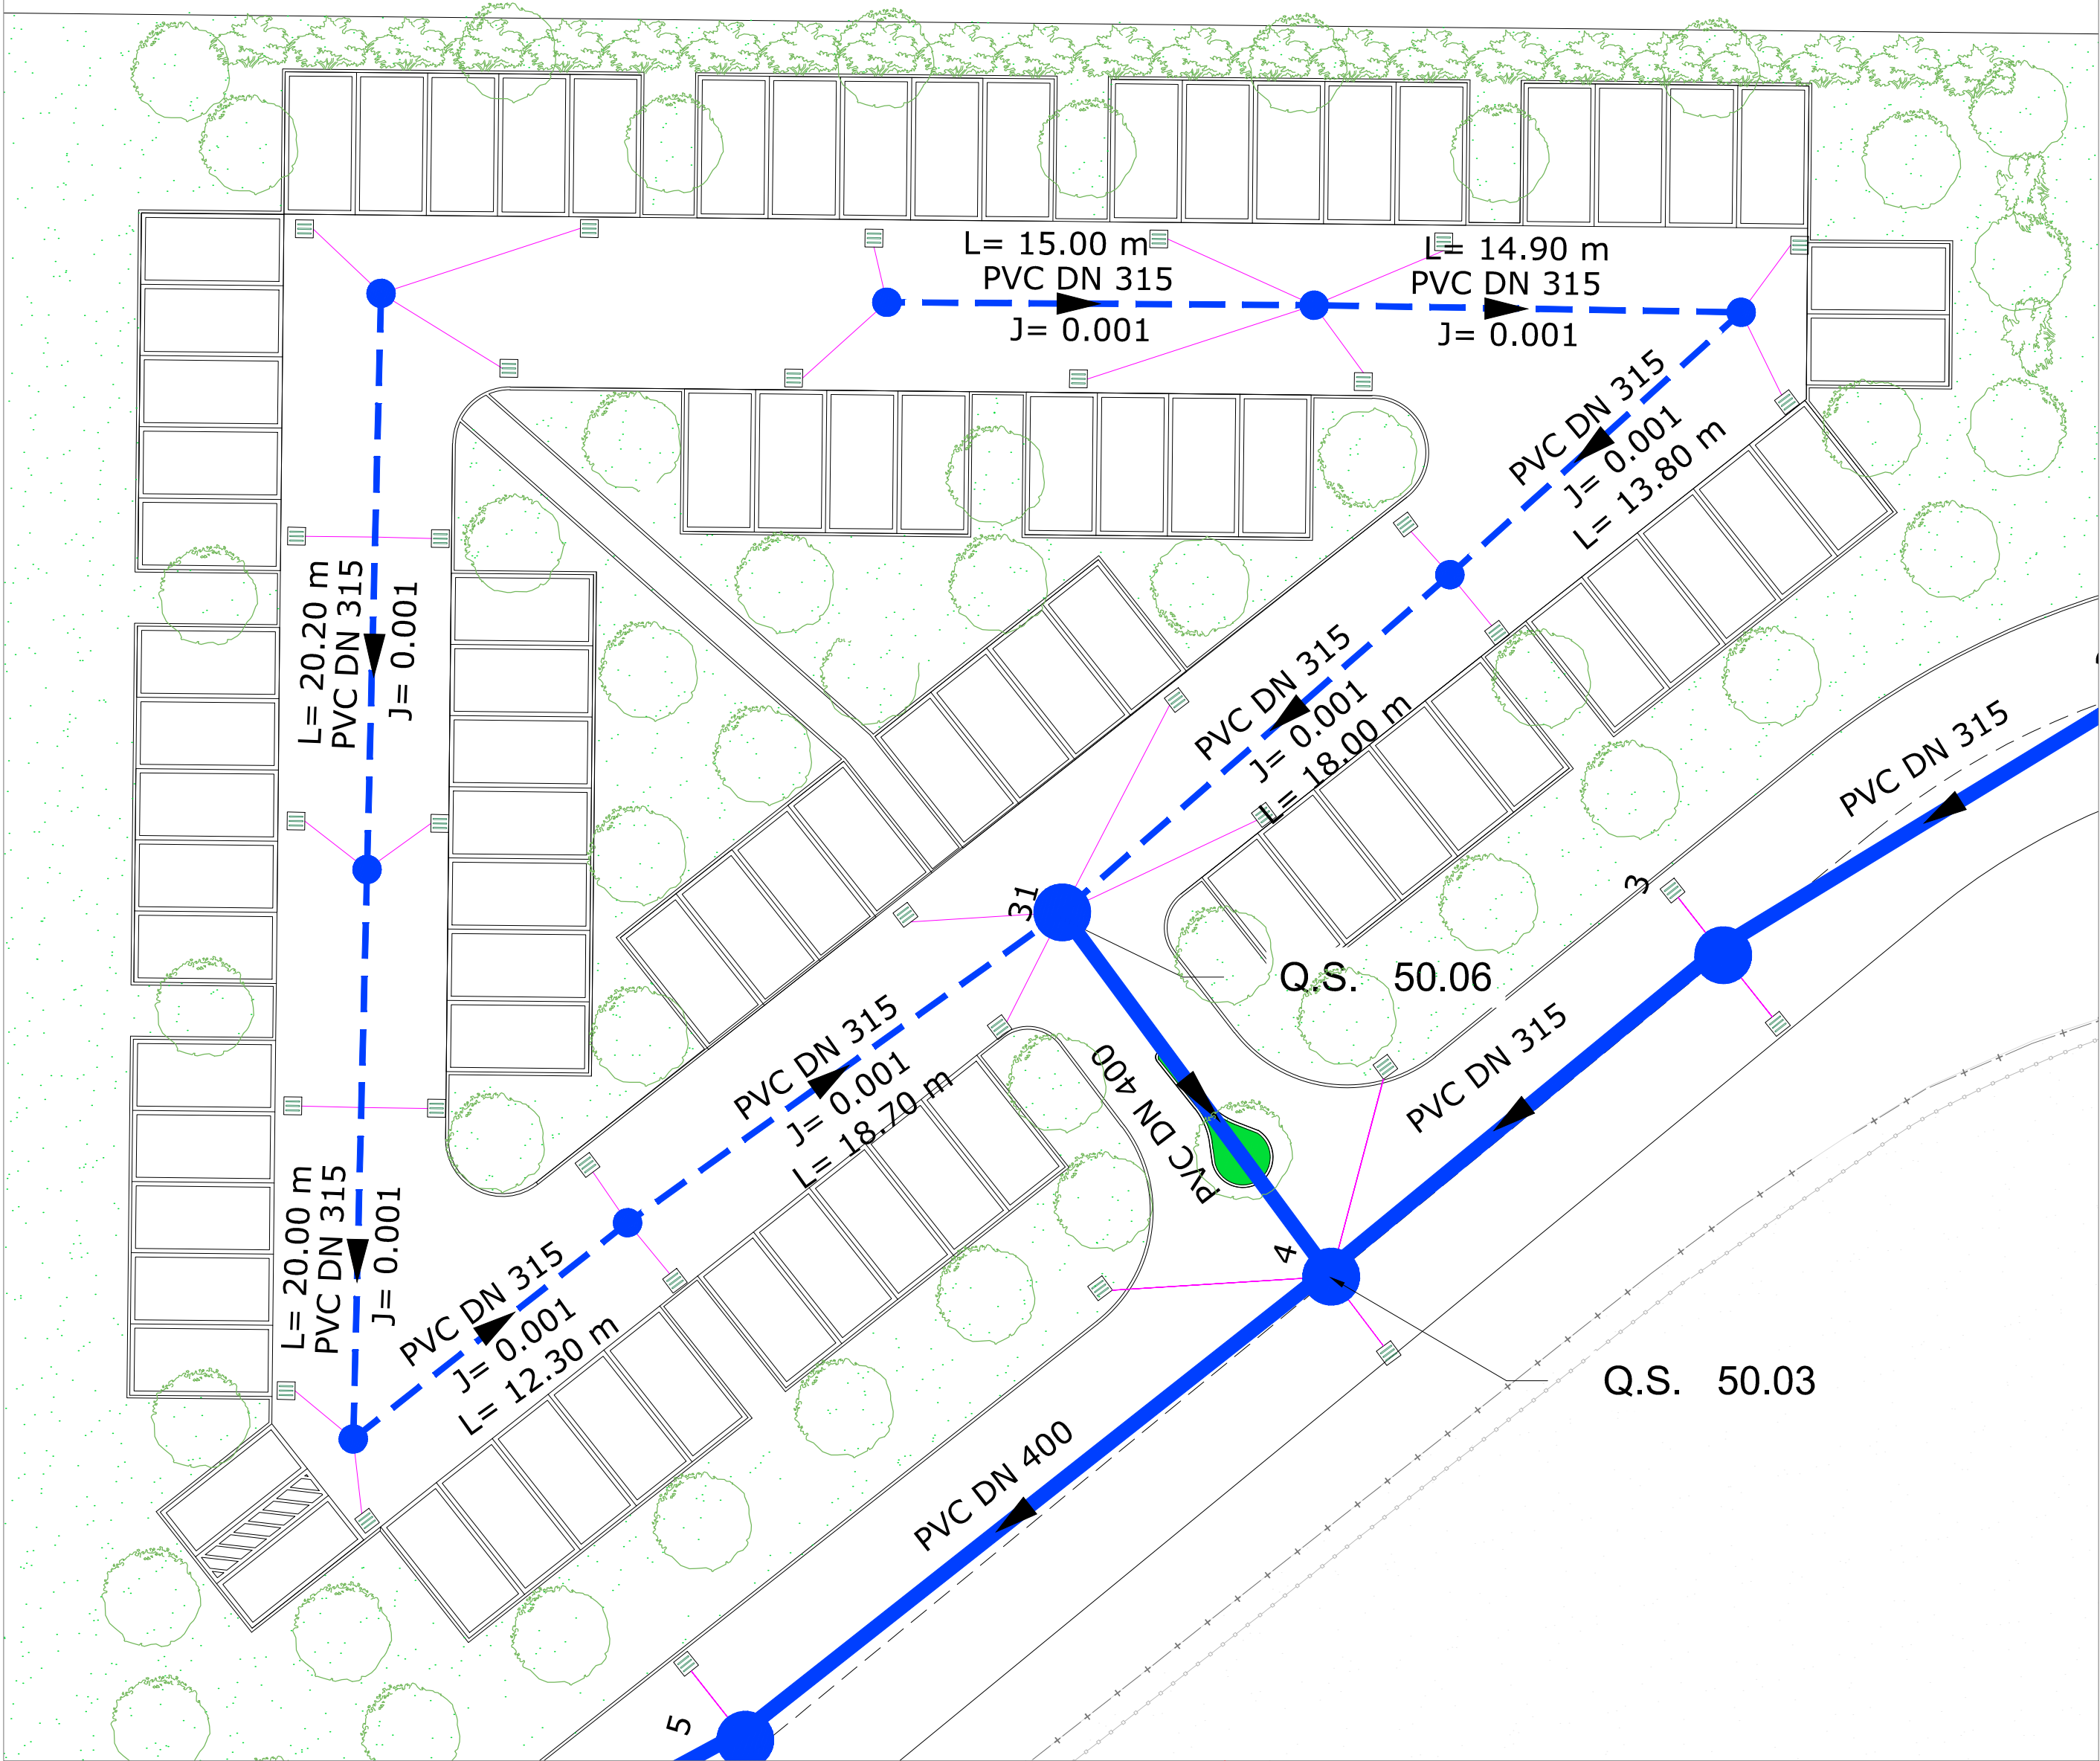 L= 15.00 m
PVC DN 315
J= 0.001
L= 14.90 m
PVC DN 315
J= 0.001
PVC DN 315
J= 0.001
L= 13.80 m
L= 20.20 m
PVC DN 315
J= 0.001
PVC DN 315
J= 0.001
L= 18.00 m
PVC DN 315
31
3
Q.S. 50.06
PVC DN 315
J= 0.001
L= 18.70 m
PVC DN 400
PVC DN 315
L= 20.00 m
PVC DN 315
J= 0.001
PVC DN 315
J= 0.001
L= 12.30 m
4
Q.S. 50.03
PVC DN 400
5